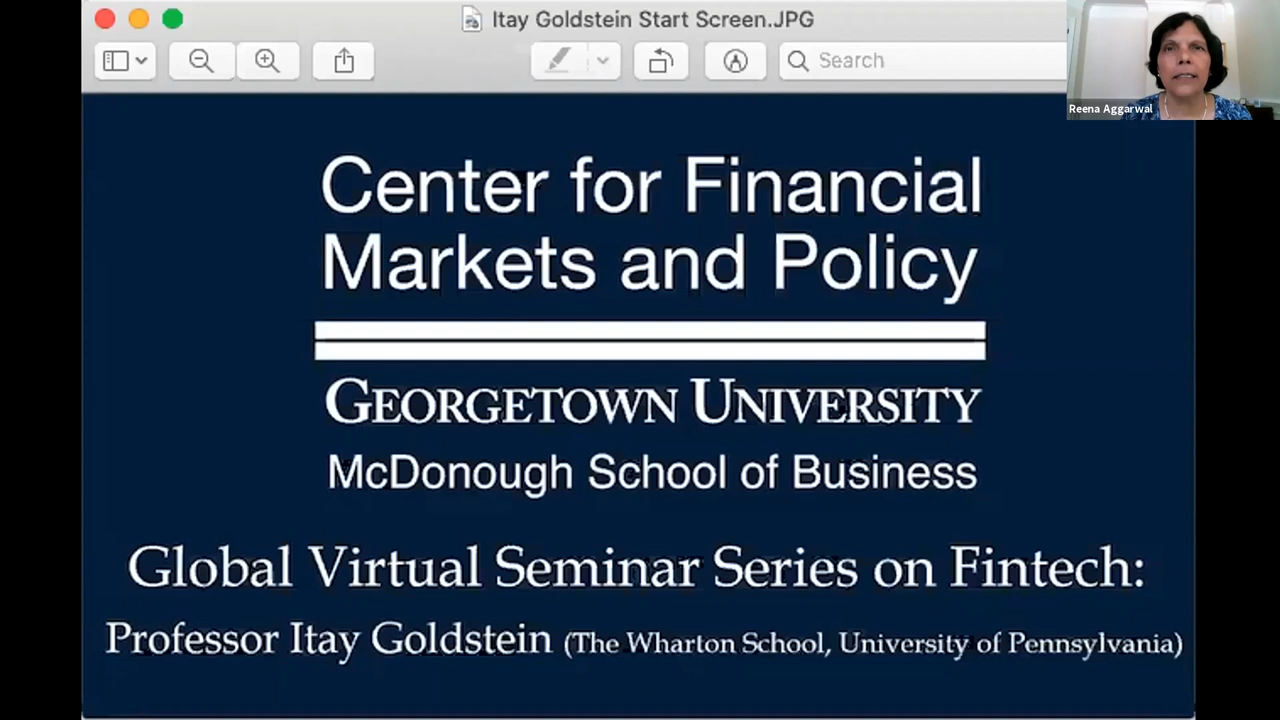 Itay Goldstein Start Screen.JPG
Search
Reena Aggarwal
Center for Financial
Markets and Policy
GEORGETOWN UNIVERSITY
McDonough School of Business
Global Virtual Seminar Series on Fintech:
Professor Itay Goldstein (The Wharton School, University of Pennsylvania)